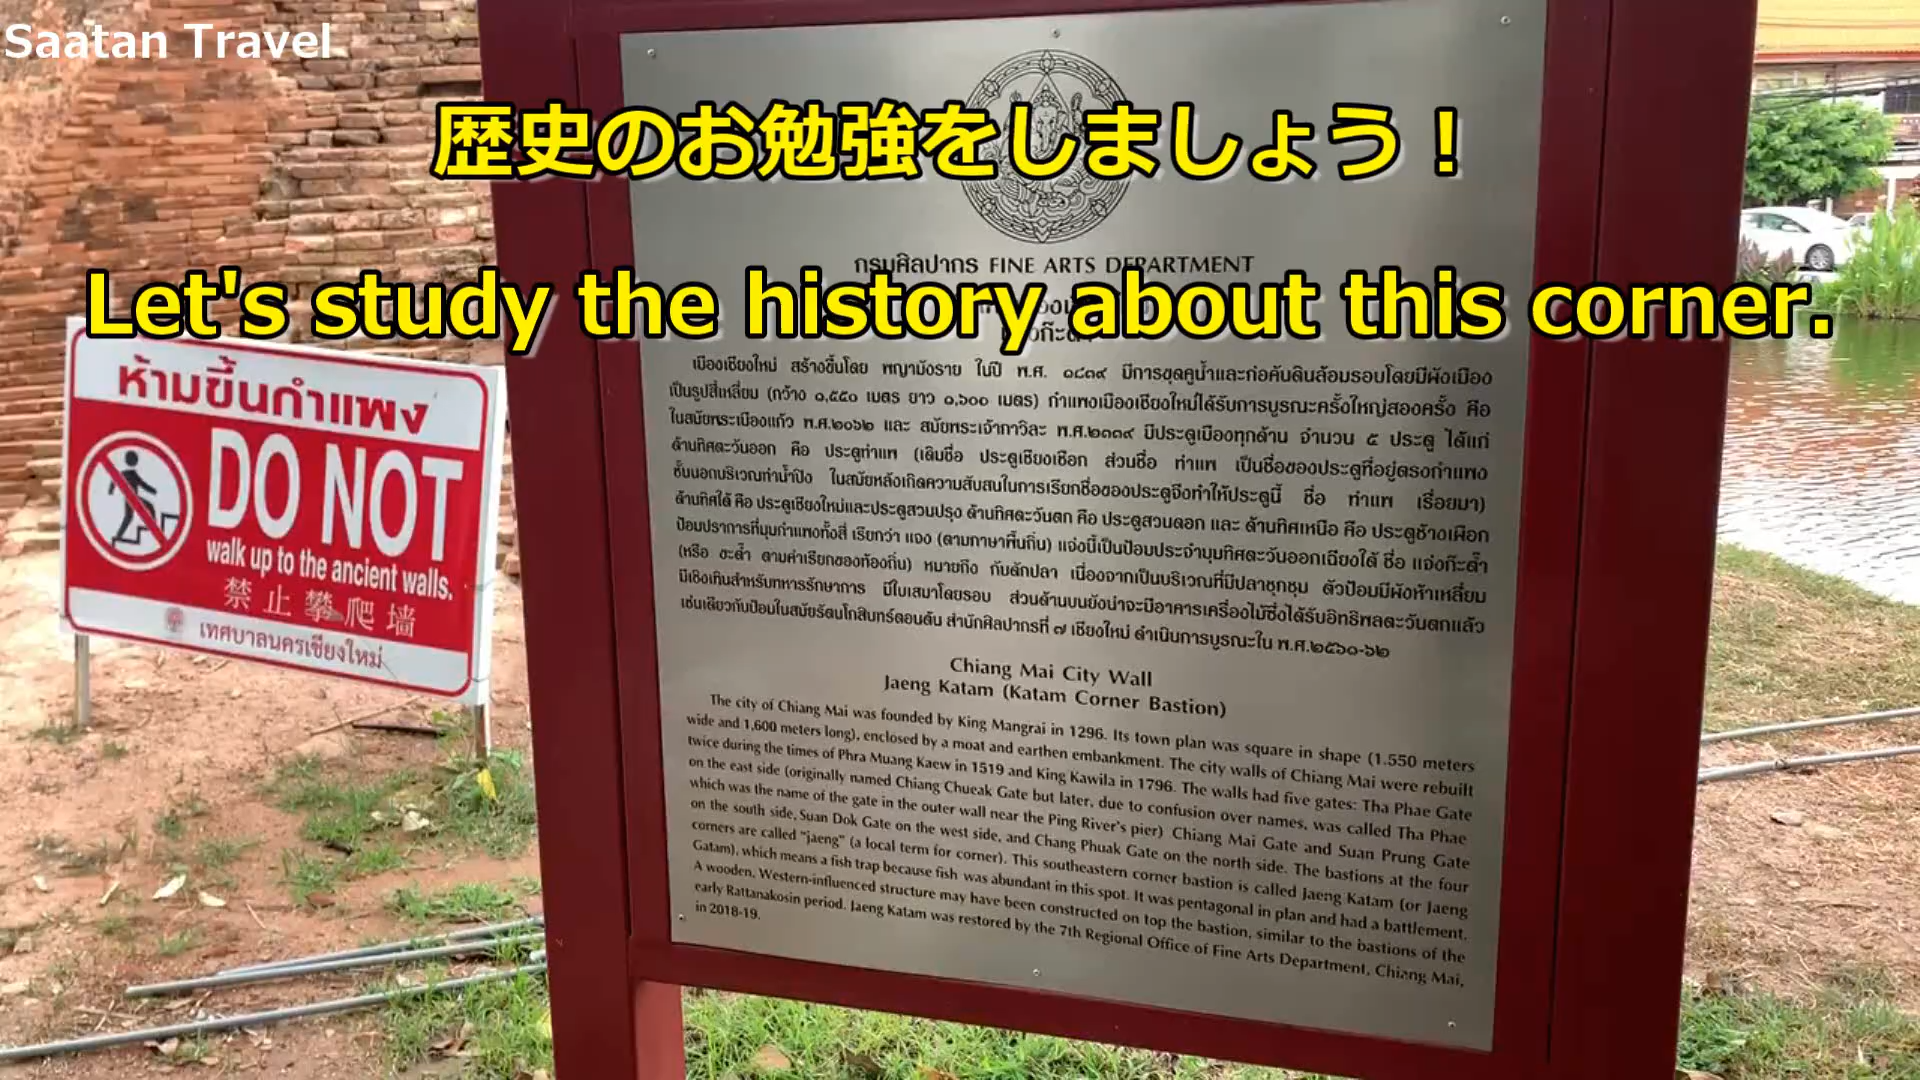 Saatan Travel
歴史のお勉強をしましょう！
Let's study the history about this corner.
ห้ามขึ้นกำแพง
DO NOT
walk up to the ancient walls.
禁止攀爬墙
เทศบาลนครเชียงใหม่
กรมศิลปากร FINE ARTS DEPARTMENT
เมืองเชียงใหม่ สร้างขึ้นโดย พญามังราย ในปี พ.ศ. ๑๘๓๙ มีการขุดคูน้ำและก่อคันดินล้อมรอบโดยมีผังเมือง
เป็นรูปสี่เหลี่ยม (กว้าง ๑,๕๕๐ เมตร ยาว ๑,๖๐๐ เมตร) กำแพงเมืองเชียงใหม่ได้รับการบูรณะครั้งใหญ่สองครั้ง คือ
ในสมัยพระเมืองแก้ว พ.ศ.๒๐๖๒ และ สมัยพระเจ้ากาวิละ พ.ศ.๒๓๓๙ มีประตูเมืองทุกด้าน จำนวน ๕ ประตู ได้แก่
ด้านทิศตะวันออก คือ ประตูท่าแพ (เดิมชื่อ ประตูเชียงเรือก ส่วนชื่อ ท่าแพ เป็นชื่อของประตูที่อยู่ตรงกำแพง
ชั้นนอกบริเวณท่าน้ำปิง ในสมัยหลังเกิดความสับสนในการเรียกชื่อของประตูจึงทำให้ประตูนี้ ชื่อ ท่าแพ เรื่อยมา)
ด้านทิศใต้ คือ ประตูเชียงใหม่และประตูสวนปรุง ด้านทิศตะวันตก คือ ประตูสวนดอก และ ด้านทิศเหนือ คือ ประตูช้างเผือก
ป้อมปราการที่มุมกำแพงทั้งสี่ เรียกว่า แจ่ง (ตามภาษาพื้นถิ่น) แจ่งนี้เป็นป้อมประจำมุมทิศตะวันออกเฉียงใต้ ชื่อ แจ่งก๊ะต๊ำ
(หรือ ขะต๊ำ ตามคำเรียกของท้องถิ่น) หมายถึง กับดักปลา เนื่องจากเป็นบริเวณที่มีปลาชุกชุม ตัวป้อมมีผังห้าเหลี่ยม
มีเชิงเทินสำหรับทหารรักษาการ มีใบเสมาโดยรอบ ส่วนด้านบนยังน่าจะมีอาคารเครื่องไม้ซึ่งได้รับอิทธิพลตะวันตกแล้ว
เช่นเดียวกับป้อมในสมัยรัตนโกสินทร์ตอนต้น สำนักศิลปากรที่ ๗ เชียงใหม่ ดำเนินการบูรณะใน พ.ศ.๒๕๖๑-๖๒
Chiang Mai City Wall
Jaeng Katam (Katam Corner Bastion)
The city of Chiang Mai was founded by King Mangrai in 1296. Its town plan was square in shape (1.550 meters
wide and 1,600 meters long), enclosed by a moat and earthen embankment. The city walls of Chiang Mai were rebuilt
twice during the times of Phra Muang Kaew in 1519 and King Kawila in 1796. The walls had five gates: Tha Phae Gate
on the east side (originally named Chiang Chueak Gate but later, due to confusion over names, was called Tha Phae
which was the name of the gate in the outer wall near the Ping River's pier) Chiang Mai Gate and Suan Prung Gate
on the south side, Suan Dok Gate on the west side, and Chang Phuak Gate on the north side. The bastions at the four
corners are called "jaeng" (a local term for corner). This southeastern corner bastion is called Jaeng Katam (or Jaeng
Gatam), which means a fish trap because fish was abundant in this spot. It was pentagonal in plan and had a battlement.
A wooden, Western-influenced structure may have been constructed on top the bastion, similar to the bastions of the
early Rattanakosin period. Jaeng Katam was restored by the 7th Regional Office of Fine Arts Department, Chiang Mai,
in 2018-19.